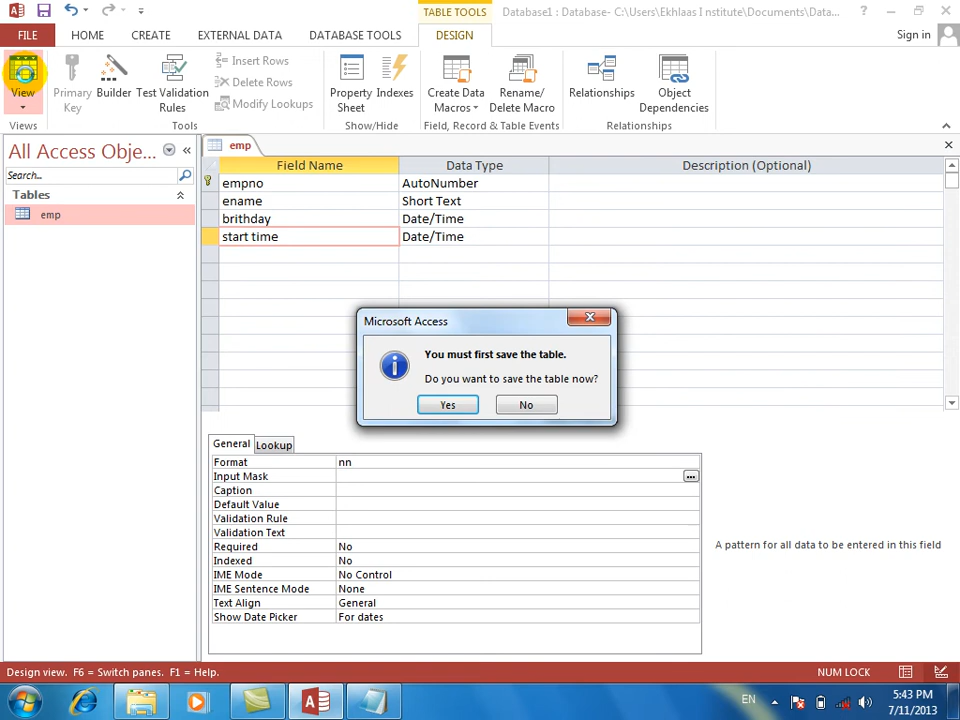 TABLE TOOLS
Database1 : Database- C:\Users\Ekhlaas I nstitute\Documents\Data...
FILE HOME CREATE EXTERNAL DATA DATABASE TOOLS DESIGN
Sign in
View
Primary Key
Builder
Test Validation Rules
Insert Rows
Delete Rows
Modify Lookups
Property Sheet
Indexes
Create Data Macros
Rename/ Delete Macro
Relationships
Object Dependencies
Views Tools Show/Hide Field, Record & Table Events Relationships
All Access Obje...
Search...
Tables
emp
emp
Field Name Data Type Description (Optional)
empno AutoNumber
ename Short Text
brithday Date/Time
start time Date/Time
Microsoft Access
You must first save the table.
Do you want to save the table now?
Yes No
General Lookup
Format nn
Input Mask
Caption
Default Value
Validation Rule
Validation Text
Required No
Indexed No
IME Mode No Control
IME Sentence Mode None
Text Align General
Show Date Picker For dates
A pattern for all data to be entered in this field
Design view. F6 = Switch panes. F1 = Help.
NUM LOCK
EN
5:43 PM
7/11/2013